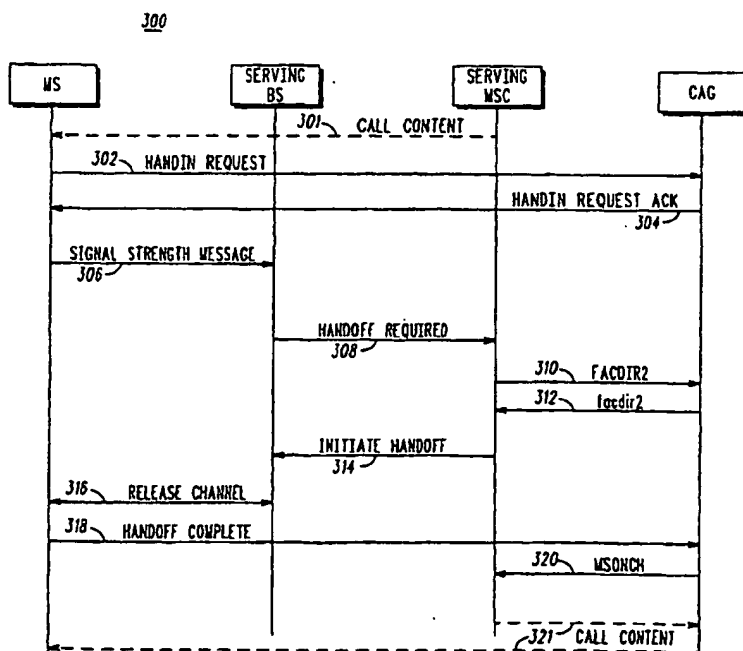 300
MS
SERVING
BS
SERVING
MSC
CAG
301 CALL CONTENT
302 HANDIN REQUEST
HANDIN REQUEST ACK
304
SIGNAL STRENGTH MESSAGE
306
HANDOFF REQUIRED
308
310 FACDIR2
312 facdir2
INITIATE HANDOFF
314
316 RELEASE CHANNEL
318 HANDOFF COMPLETE
320 MSONCH
321 CALL CONTENT